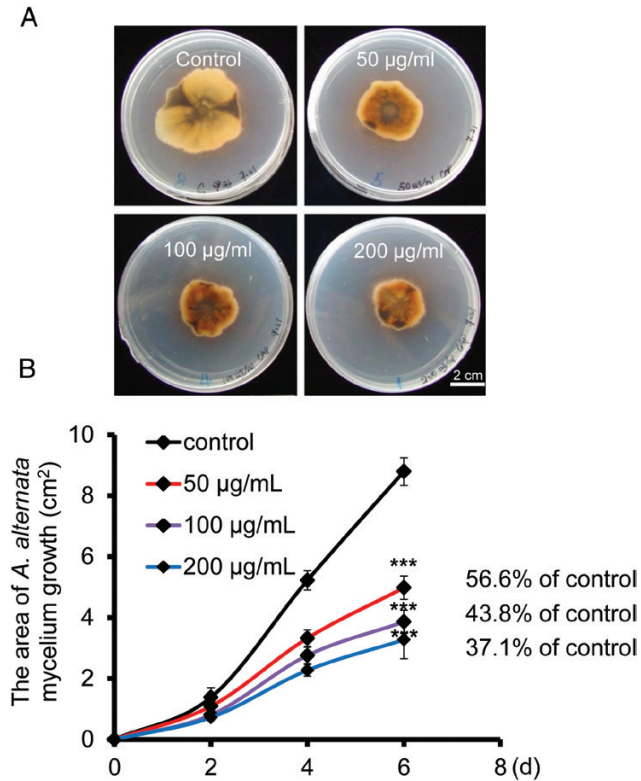 A
Control
50 µg/ml
100 µg/ml
200 µg/ml
2 cm
B
The area of A. alternata
mycelium growth (cm²)
10
8
6
4
2
0
control
50 µg/mL
100 µg/mL
200 µg/mL
***
***
***
56.6% of control
43.8% of control
37.1% of control
0 2 4 6 8 (d)